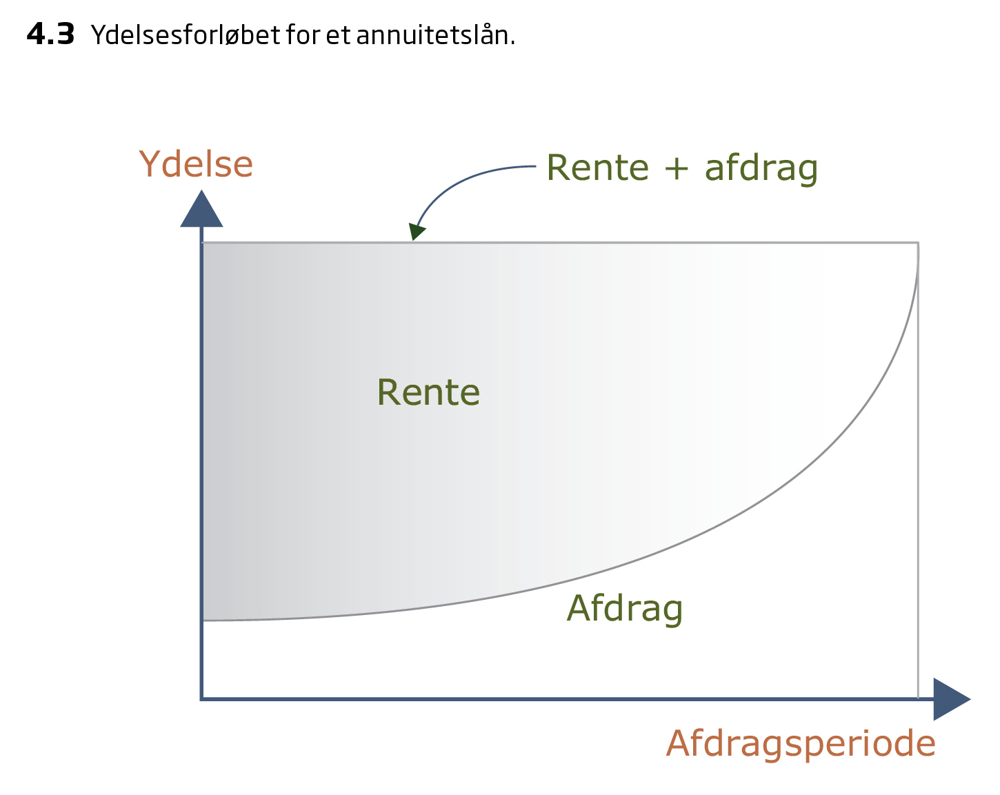 4.3 Ydelsesforløbet for et annuitetslån.
Ydelse
Rente + afdrag
Rente
Afdrag
Afdragsperiode